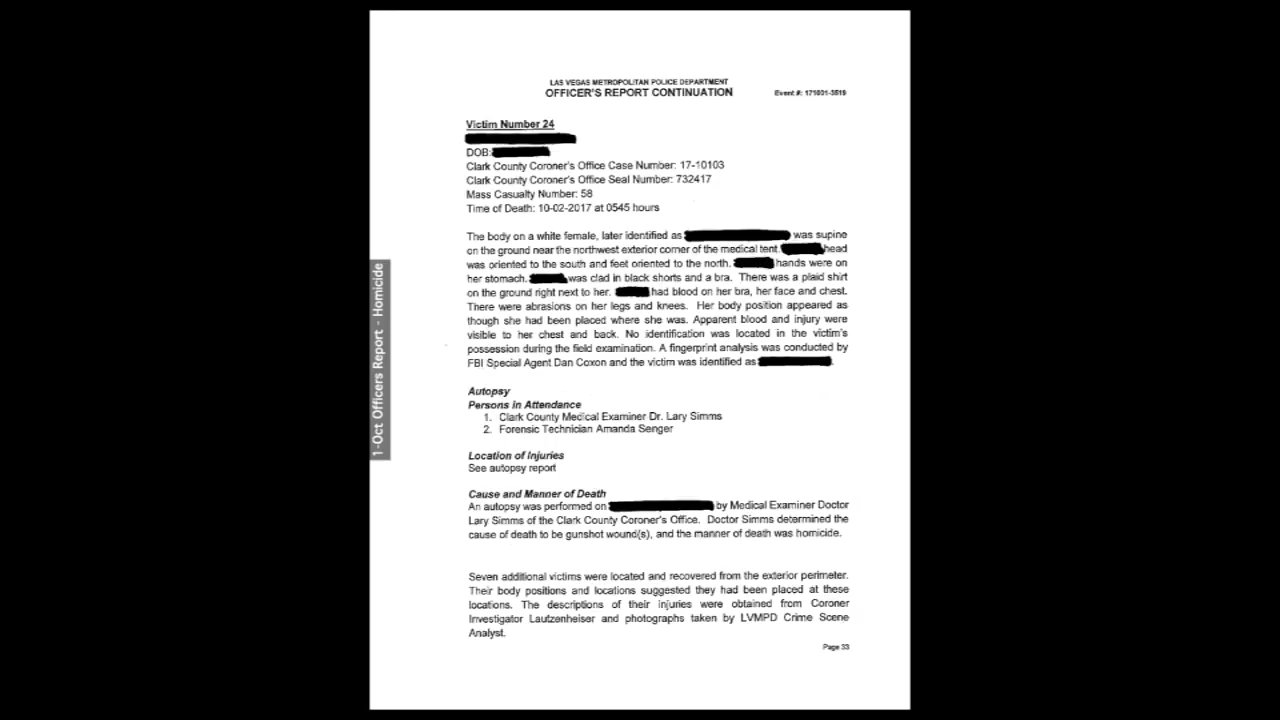 LAS VEGAS METROPOLITAN POLICE DEPARTMENT
OFFICER'S REPORT CONTINUATION
Event #: 171001-3519
Victim Number 24
DOB:
Clark County Coroner's Office Case Number: 17-10103
Clark County Coroner's Office Seal Number: 732417
Mass Casualty Number: 58
Time of Death: 10-02-2017 at 0545 hours
The body on a white female, later identified as was supine
on the ground near the northwest exterior corner of the medical tent. head
was oriented to the south and feet oriented to the north. hands were on
her stomach. was clad in black shorts and a bra. There was a plaid shirt
on the ground right next to her. had blood on her bra, her face and chest.
There were abrasions on her legs and knees. Her body position appeared as
though she had been placed where she was. Apparent blood and injury were
visible to her chest and back. No identification was located in the victim's
possession during the field examination. A fingerprint analysis was conducted by
FBI Special Agent Dan Coxon and the victim was identified as
Autopsy
Persons in Attendance
1. Clark County Medical Examiner Dr. Lary Simms
2. Forensic Technician Amanda Senger
Location of Injuries
See autopsy report
Cause and Manner of Death
An autopsy was performed on by Medical Examiner Doctor
Lary Simms of the Clark County Coroner's Office. Doctor Simms determined the
cause of death to be gunshot wound(s), and the manner of death was homicide.
Seven additional victims were located and recovered from the exterior perimeter.
Their body positions and locations suggested they had been placed at these
locations. The descriptions of their injuries were obtained from Coroner
Investigator Lautzenheiser and photographs taken by LVMPD Crime Scene
Analyst.
Page 33
1-Oct Officers Report - Homicide